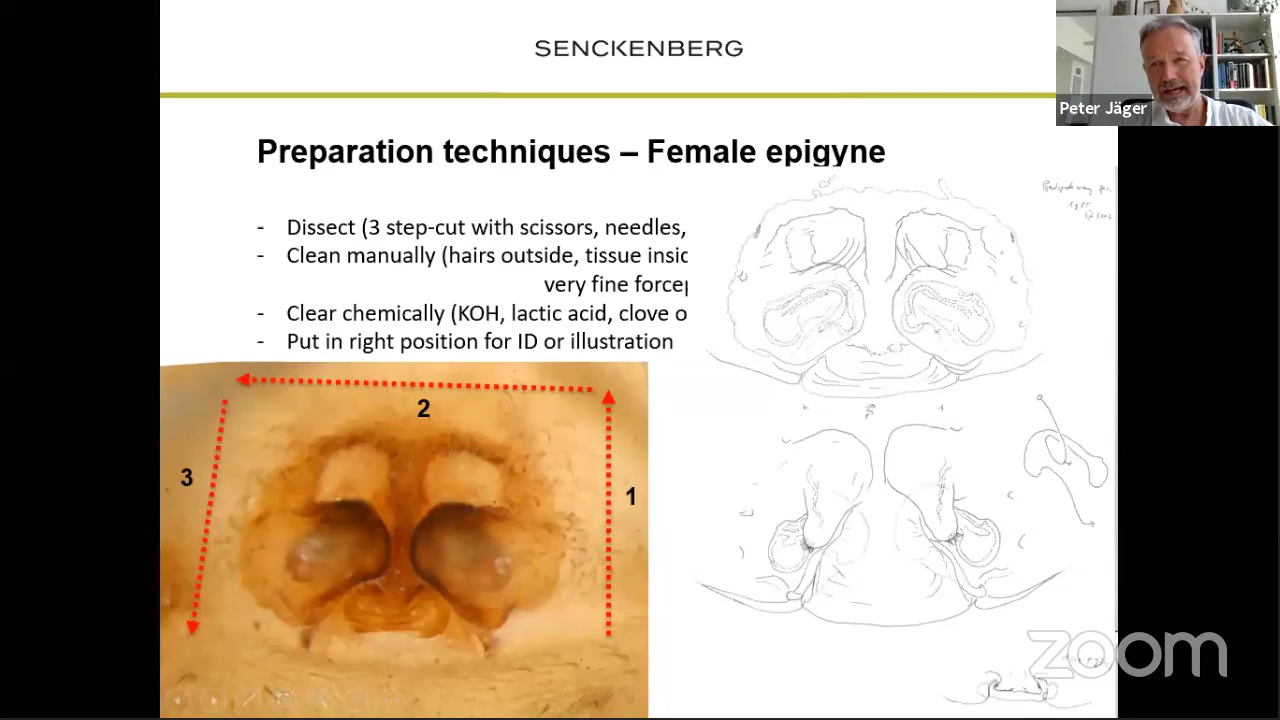 SENCKENBERG
Peter Jäger
Preparation techniques – Female epigyne
- Dissect (3 step-cut with scissors, needles,
- Clean manually (hairs outside, tissue insid
very fine force
- Clear chemically (KOH, lactic acid, clove o
- Put in right position for ID or illustration
2
3
1
zoom